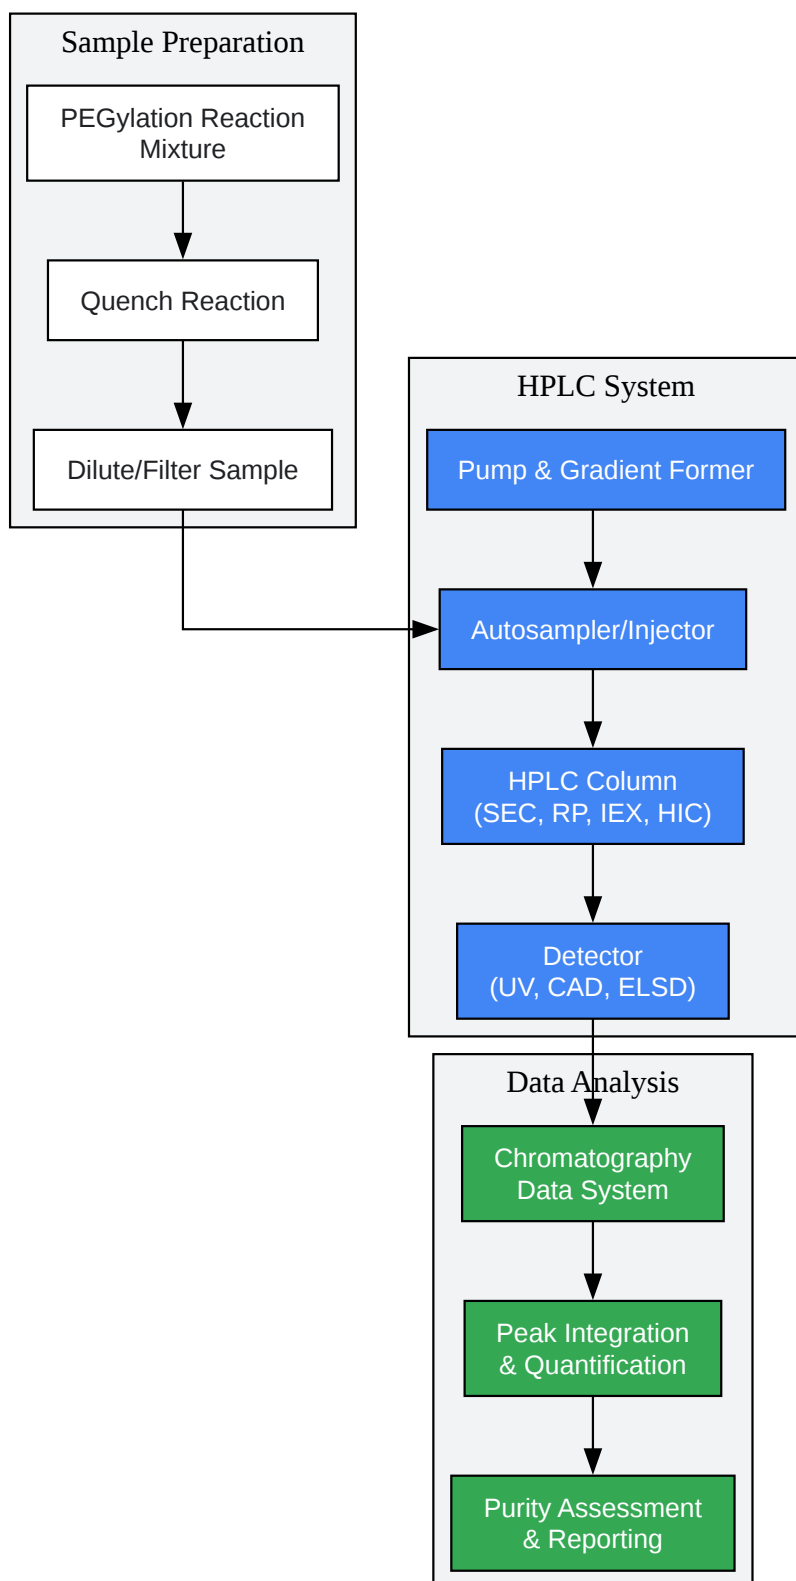 Sample Preparation
PEGylation Reaction
Mixture
Quench Reaction
Dilute/Filter Sample
HPLC System
Pump & Gradient Former
Autosampler/Injector
HPLC Column
(SEC, RP, IEX, HIC)
Detector
(UV, CAD, ELSD)
Data Analysis
Chromatography
Data System
Peak Integration
& Quantification
Purity Assessment
& Reporting